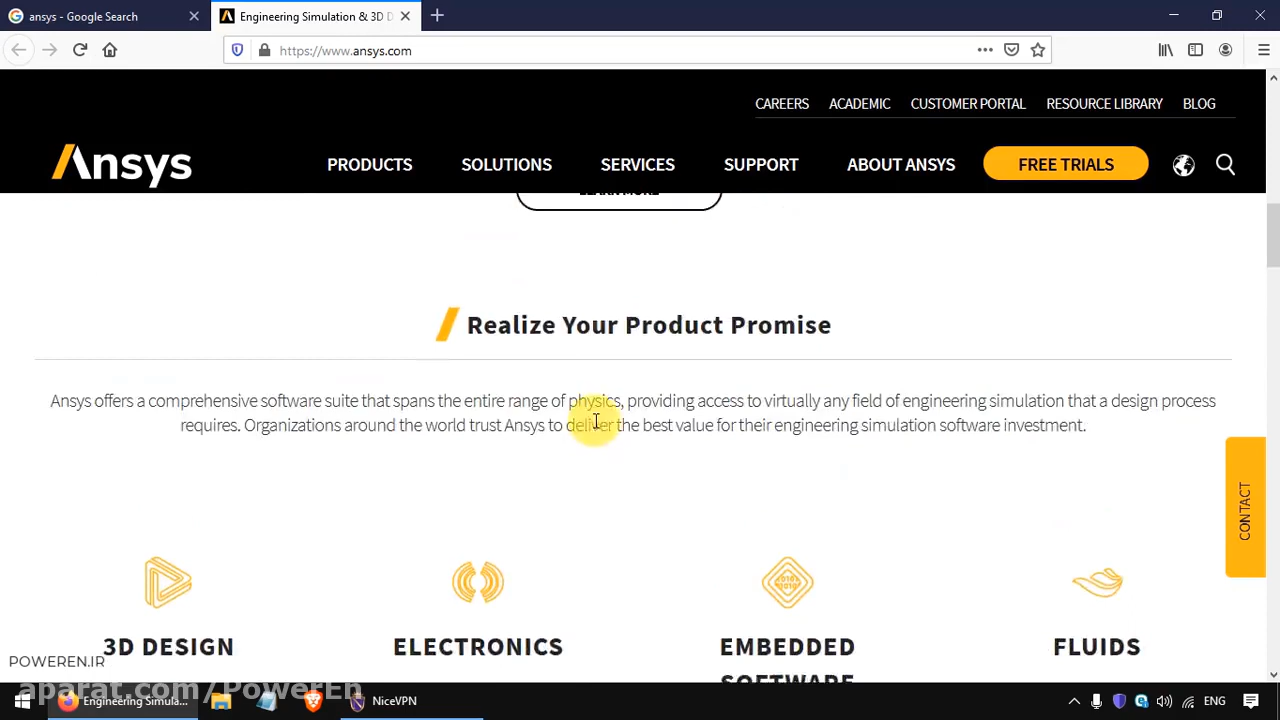 ansys - Google Search
Engineering Simulation & 3D D
https://www.ansys.com
CAREERS ACADEMIC CUSTOMER PORTAL RESOURCE LIBRARY BLOG
Ansys
PRODUCTS SOLUTIONS SERVICES SUPPORT ABOUT ANSYS FREE TRIALS
LEARN MORE
Realize Your Product Promise
Ansys offers a comprehensive software suite that spans the entire range of physics, providing access to virtually any field of engineering simulation that a design process
requires. Organizations around the world trust Ansys to deliver the best value for their engineering simulation software investment.
CONTACT
3D DESIGN ELECTRONICS EMBEDDED FLUIDS
SOFTWARE
POWEREN.IR
aparat.com/PowerEn
Engineering Simula...
NiceVPN
ENG